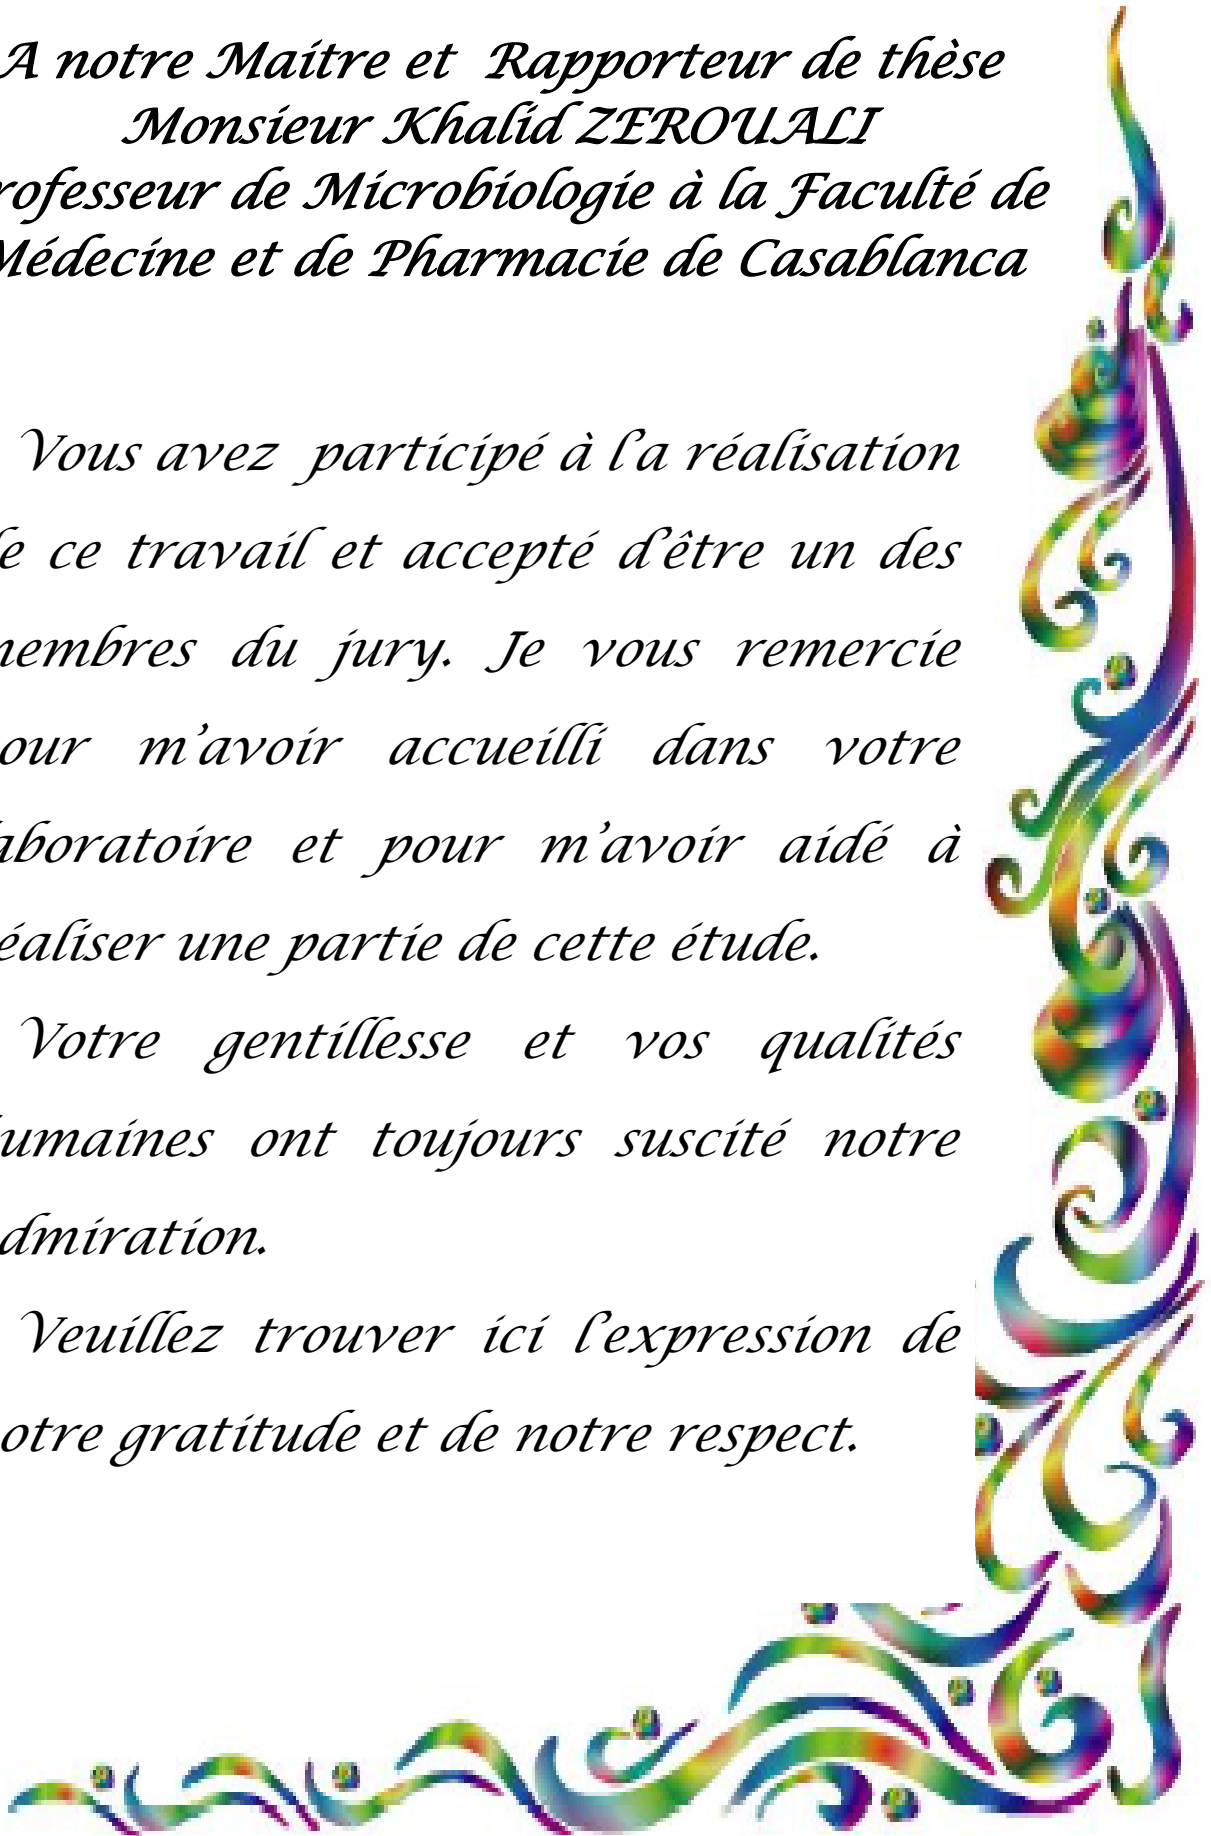 A notre Maitre et Rapporteur de thèse
Monsieur Khalid ZEROUALI
rofesseur de Microbiologie à la Faculté de
Médecine et de Pharmacie de Casablanca
Vous avez participé à l'a réalisation
de ce travail et accepté d'être un des
membres du jury. Je vous remercie
our m'avoir accueilli dans votre
laboratoire et pour m'avoir aidé à
éaliser une partie de cette étude.
Votre gentillesse et vos qualités
humaines ont toujours suscité notre
dmiration.
Veuillez trouver ici l'expression de
otre gratitude et de notre respect.